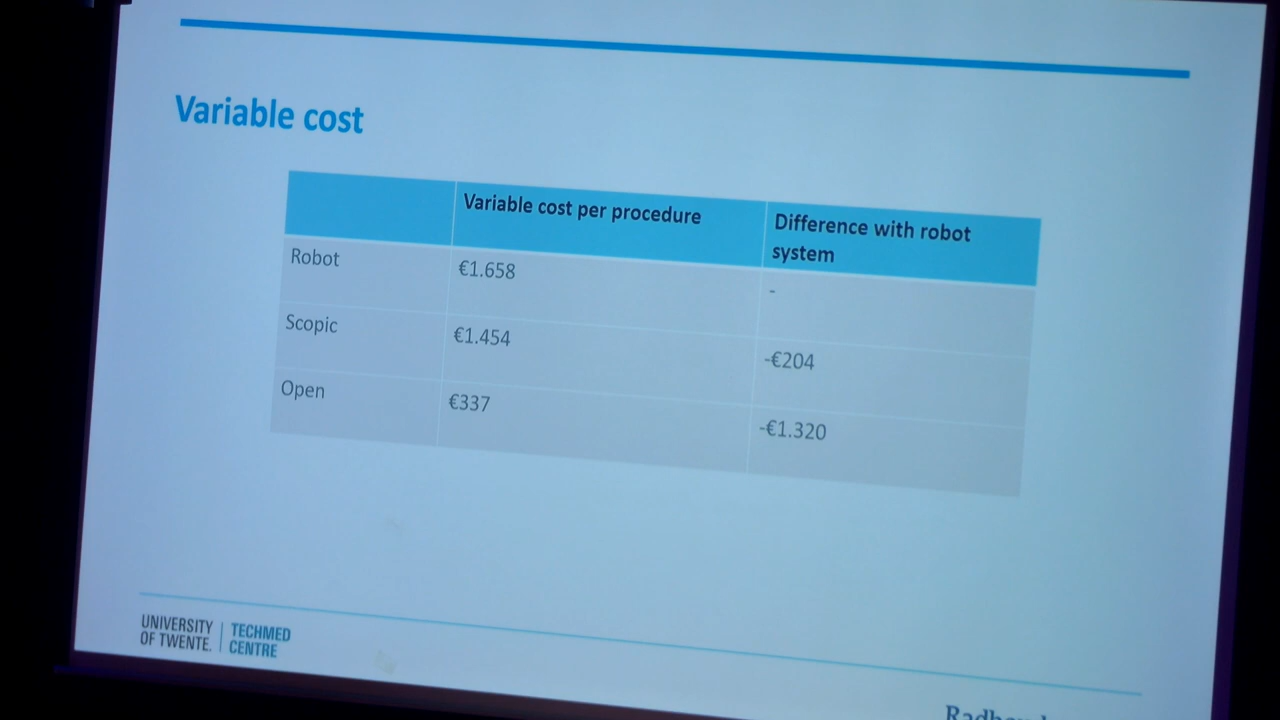 Variable cost
Variable cost per procedure
Difference with robot
system
Robot
€1.658
-
Scopic
€1.454
-€204
Open
€337
-€1.320
UNIVERSITY
OF TWENTE.
TECHMED
CENTRE